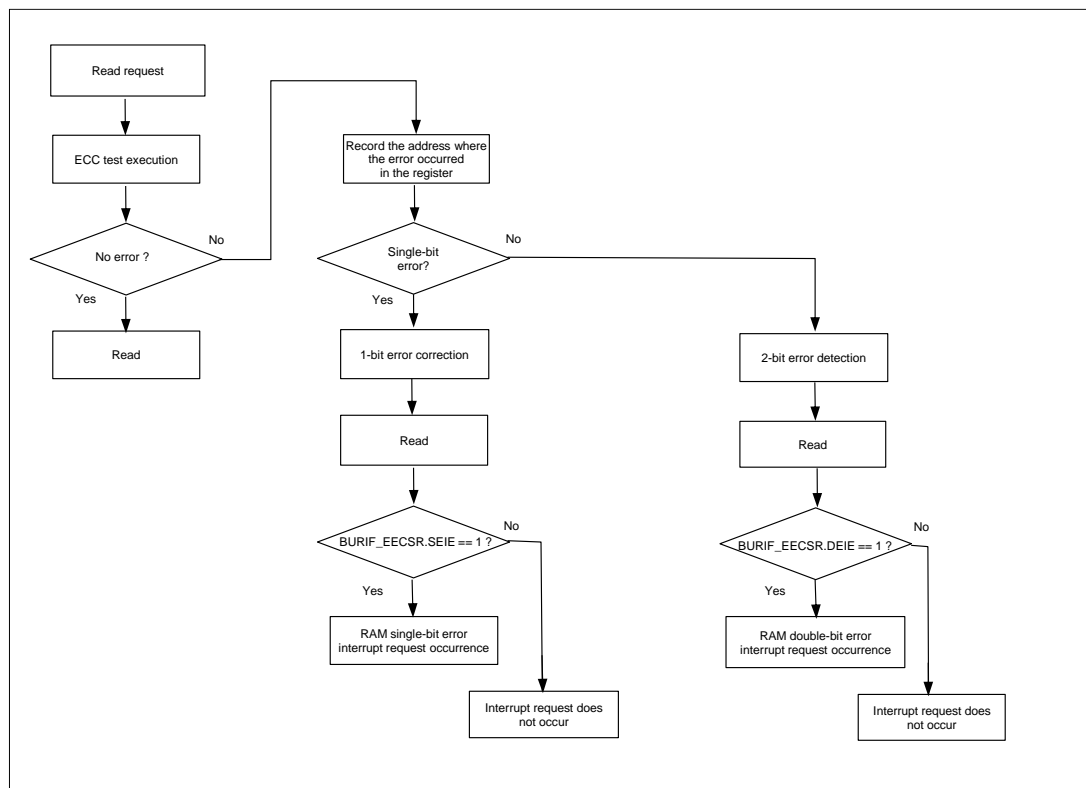 Read request
ECC test execution
No error ?
No
Yes
Read
Record the address where
the error occurred
in the register
Single-bit
error?
No
Yes
1-bit error correction
Read
BURIF_EECSR.SEIE == 1 ?
No
Yes
RAM single-bit error
interrupt request occurrence
Interrupt request does
not occur
2-bit error detection
Read
BURIF_EECSR.DEIE == 1 ?
No
Yes
RAM double-bit error
interrupt request occurrence
Interrupt request does
not occur